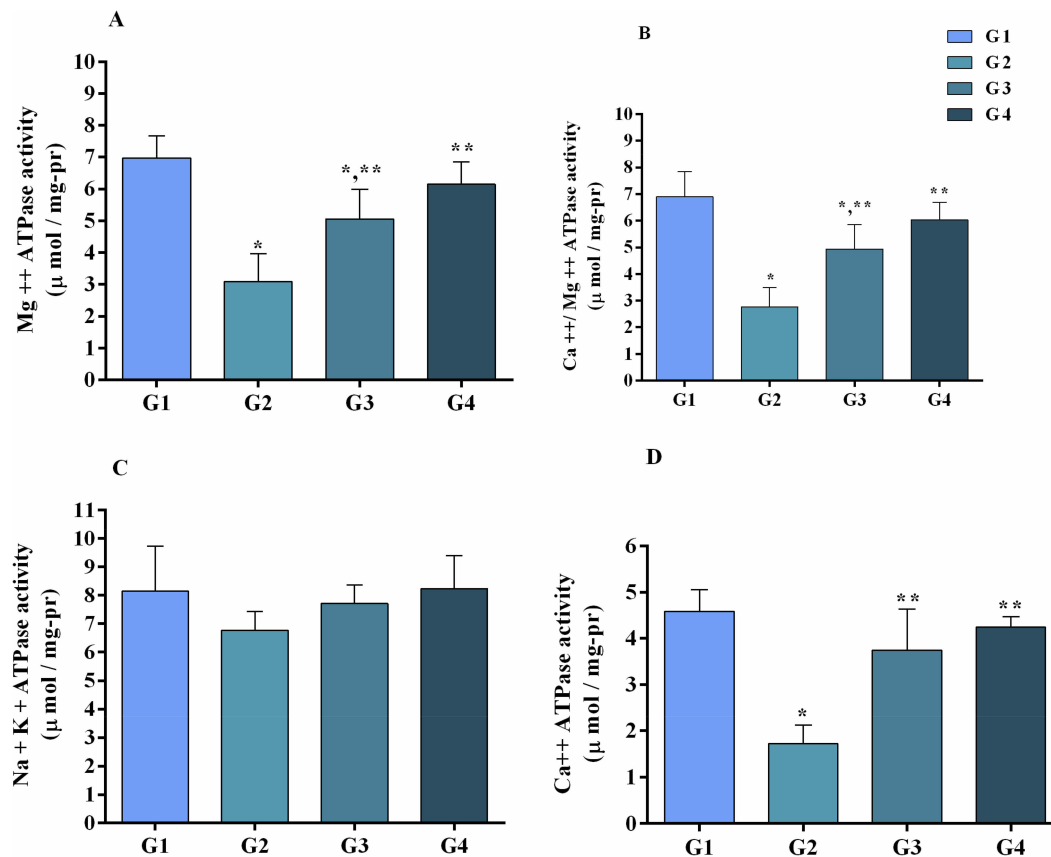 A
Mg ++ ATPase activity
(μ mol / mg-pr)
10
9
8
7
6
5
4
3
2
1
0
*
*,**
**
G1 G2 G3 G4
B
G1
G2
G3
G4
Ca ++/ Mg ++ ATPase activity
(μ mol / mg-pr)
10
9
8
7
6
5
4
3
2
1
0
*
*,**
**
G1 G2 G3 G4
C
Na + K + ATPase activity
(μ mol / mg-pr)
11
10
9
8
7
6
5
4
3
2
1
0
G1 G2 G3 G4
D
Ca++ ATPase activity
(μ mol / mg-pr)
6
5
4
3
2
1
0
*
**
**
G1 G2 G3 G4